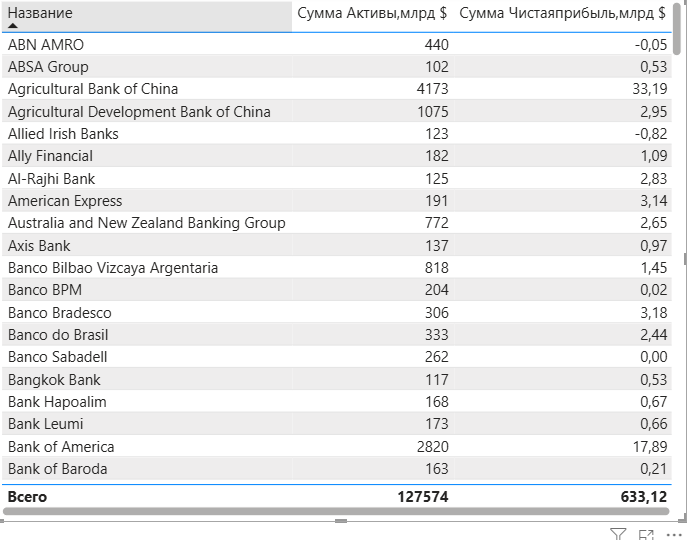 Название Сумма Активы,млрд $ Сумма Чистаяприбыль,млрд $
ABN AMRO 440 -0,05
ABSA Group 102 0,53
Agricultural Bank of China 4173 33,19
Agricultural Development Bank of China 1075 2,95
Allied Irish Banks 123 -0,82
Ally Financial 182 1,09
Al-Rajhi Bank 125 2,83
American Express 191 3,14
Australia and New Zealand Banking Group 772 2,65
Axis Bank 137 0,97
Banco Bilbao Vizcaya Argentaria 818 1,45
Banco BPM 204 0,02
Banco Bradesco 306 3,18
Banco do Brasil 333 2,44
Banco Sabadell 262 0,00
Bangkok Bank 117 0,53
Bank Hapoalim 168 0,67
Bank Leumi 173 0,66
Bank of America 2820 17,89
Bank of Baroda 163 0,21
Всего 127574 633,12